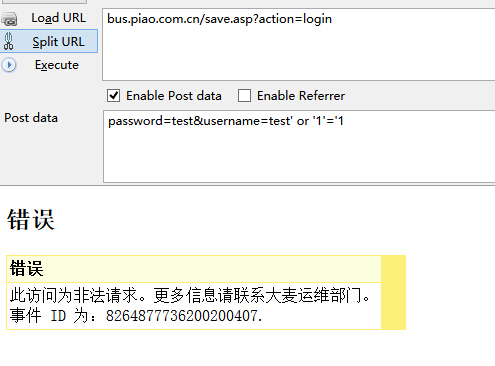 Load URL
bus.piao.com.cn/save.asp?action=login
Split URL
Execute
Enable Post data
Enable Referrer
Post data
password=test&username=test' or '1'='1
错误
错误
此访问为非法请求。更多信息请联系大麦运维部门。
事件 ID 为: 8264877736200200407.